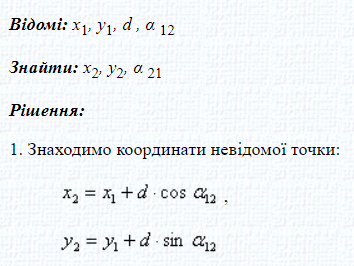 Відомі: x1, y1, d , α 12
Знайти: x2, y2, α 21
Рішення:
1. Знаходимо координати невідомої точки:
x2 = x1 + d · cos α12 ,
y2 = y1 + d · sin α12